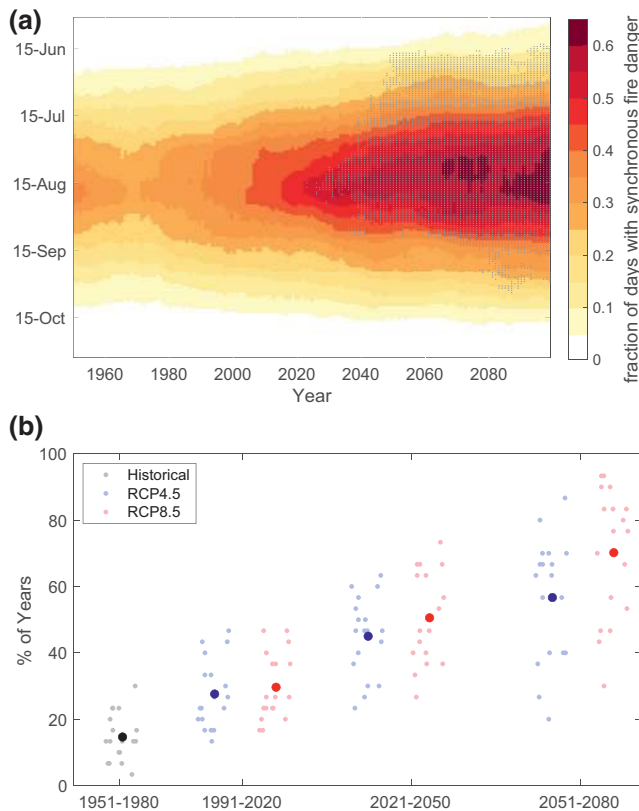 (a)
15-Jun
15-Jul
15-Aug
15-Sep
15-Oct
1960
1980
2000
2020
2040
2060
2080
Year
0.6
0.5
0.4
0.3
0.2
0.1
0
fraction of days with synchronous fire danger
(b)
100
80
60
40
20
0
% of Years
Historical
RCP4.5
RCP8.5
1951-1980
1991-2020
2021-2050
2051-2080